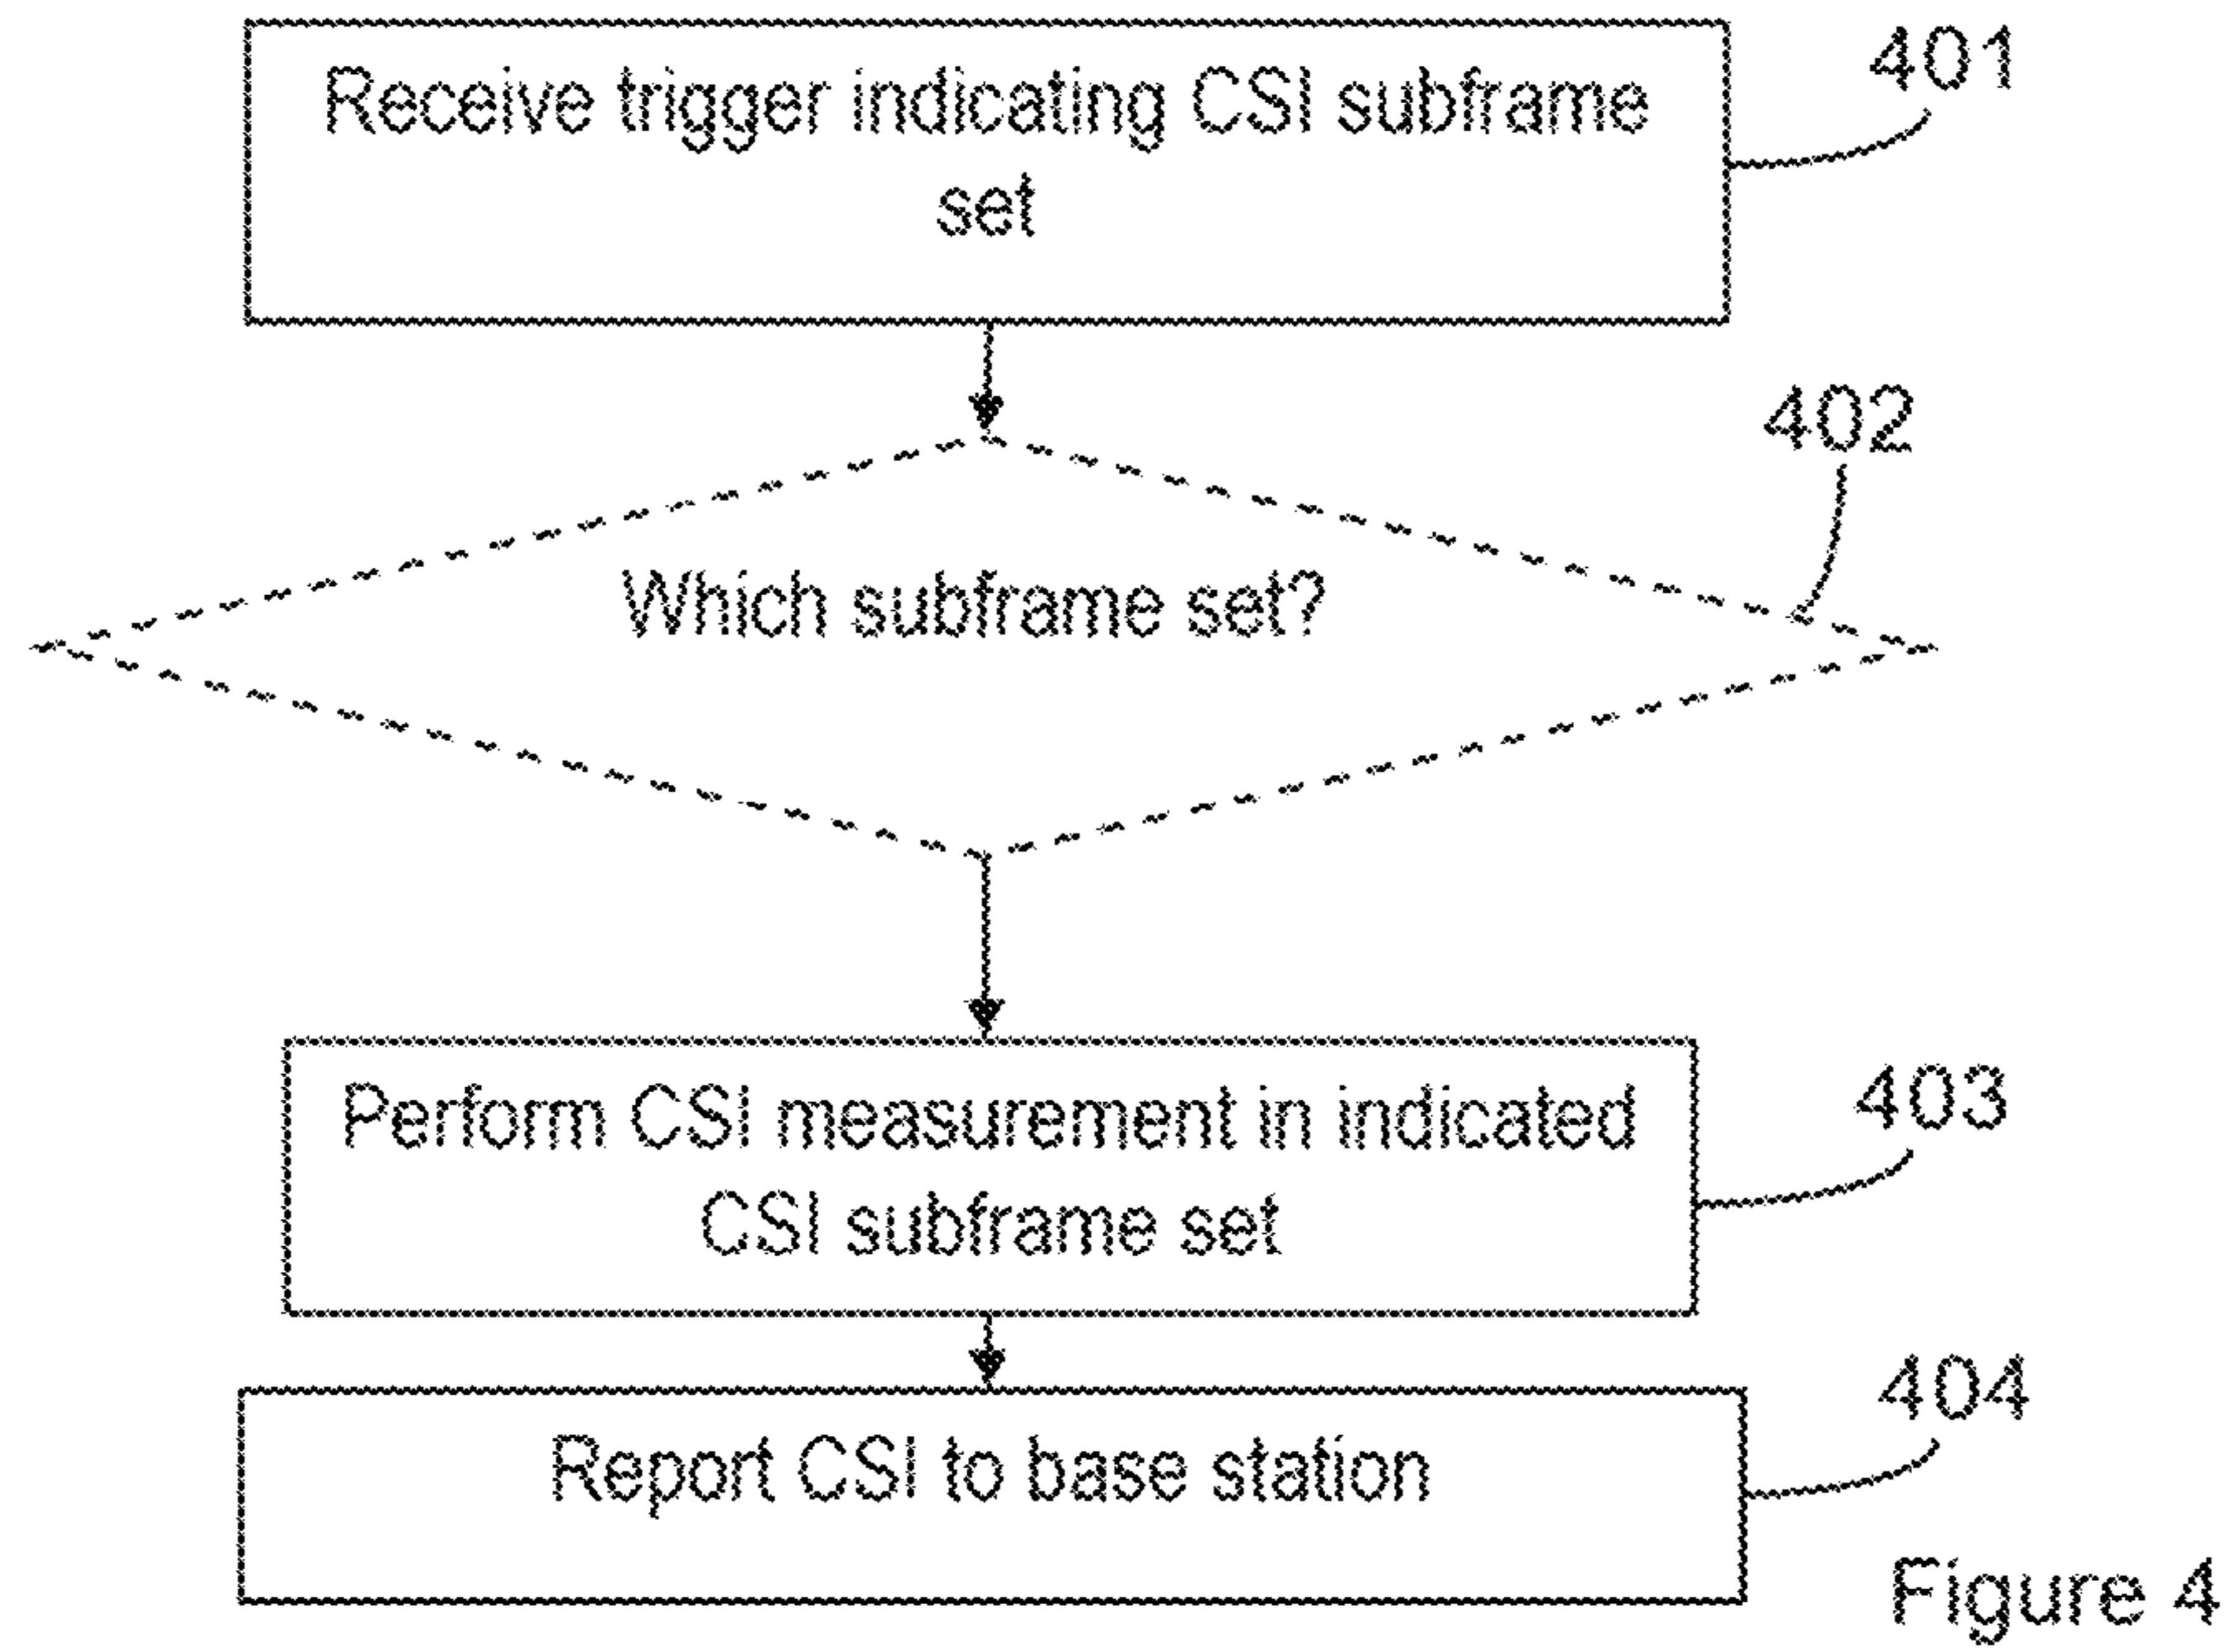 Receive trigger indicating CSI subframe
set
401
402
Which subframe set?
Perform CSI measurement in indicated
CSI subframe set
403
Report CSI to base station
404
Figure 4